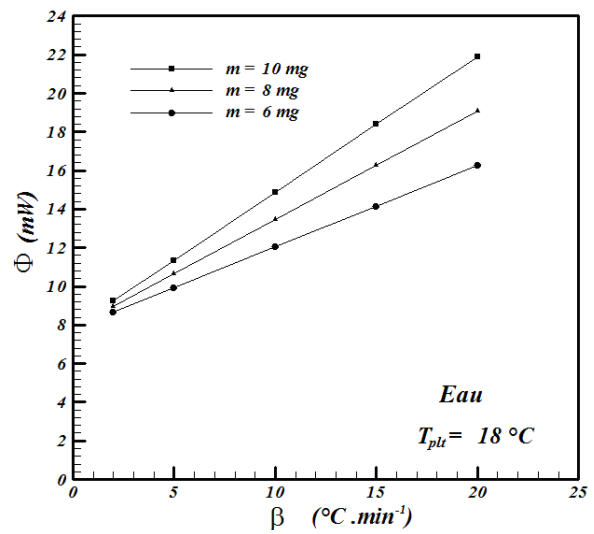 24
22
20
18
16
14
12
10
8
6
4
2
0
Φ (mW)
m = 10 mg
m = 8 mg
m = 6 mg
Eau
T_plt = 18 °C
0 5 10 15 20 25
β (°C .min⁻¹)